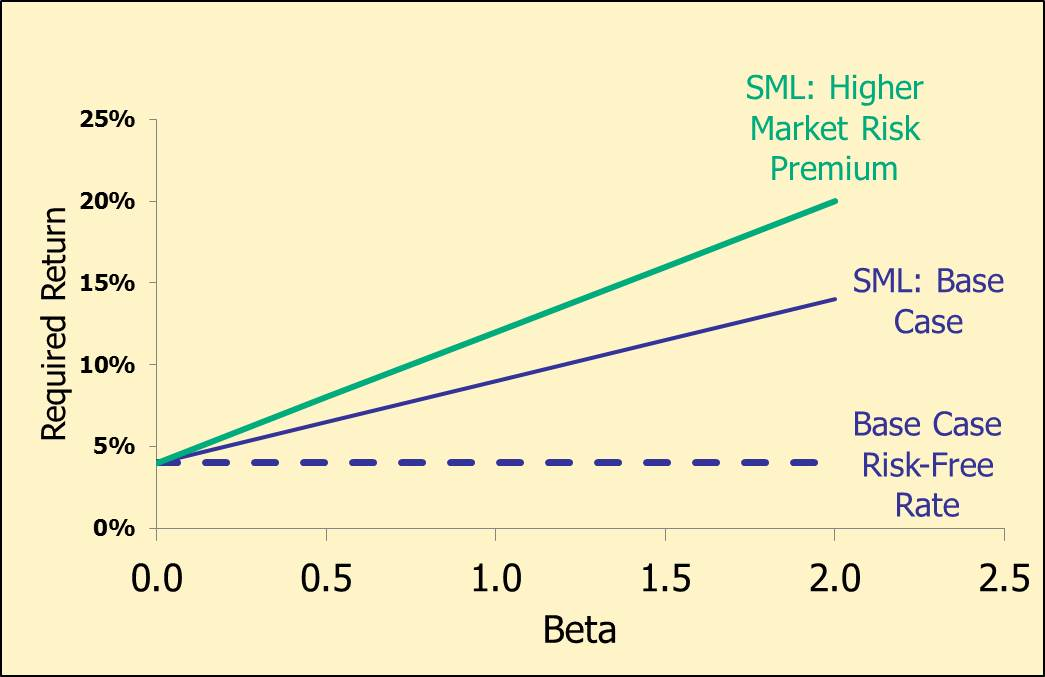 SML: Higher
Market Risk
Premium
25%
20%
15%
10%
5%
0%
Required Return
SML: Base
Case
Base Case
Risk-Free
Rate
0.0
0.5
1.0
1.5
2.0
2.5
Beta